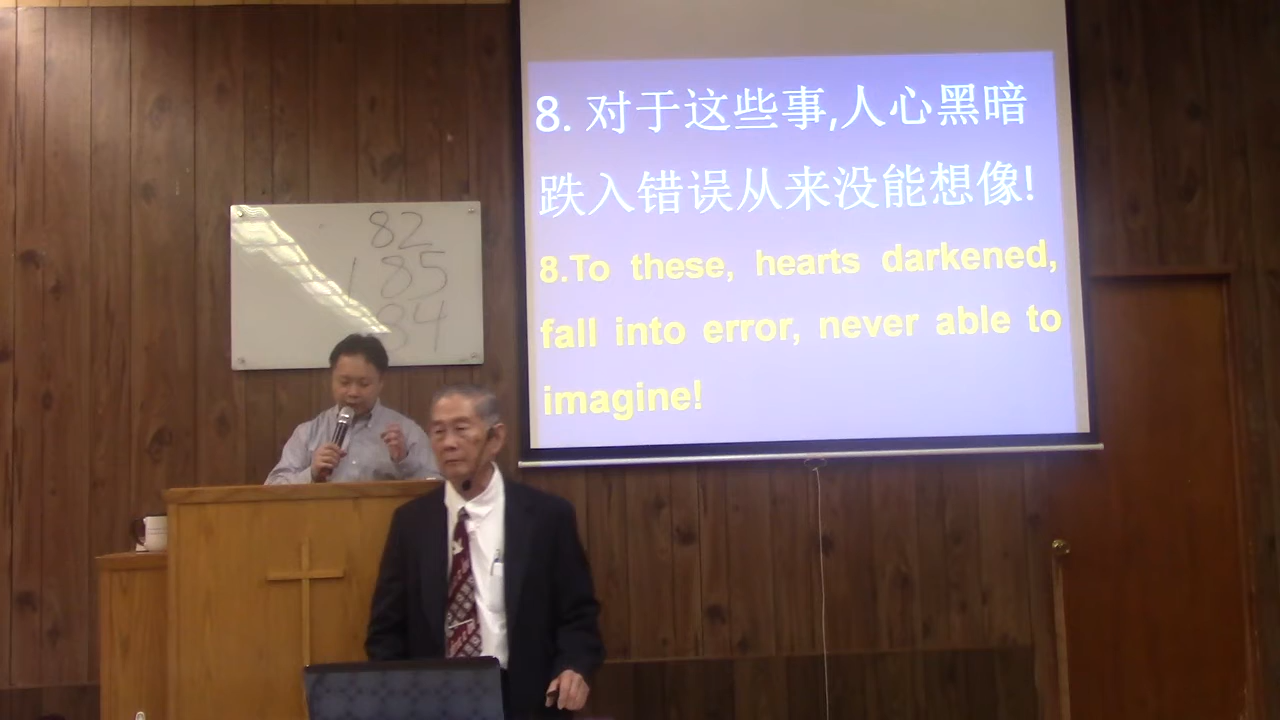 82
185
84
8. 对于这些事,人心黑暗
跌入错误从来没能想像!
8.To these, hearts darkened,
fall into error, never able to
imagine!